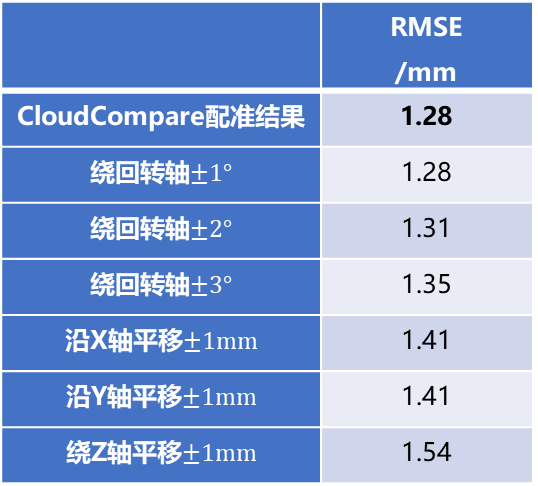 RMSE
/mm
CloudCompare配准结果 1.28
绕回转轴±1° 1.28
绕回转轴±2° 1.31
绕回转轴±3° 1.35
沿X轴平移±1mm 1.41
沿Y轴平移±1mm 1.41
绕Z轴平移±1mm 1.54